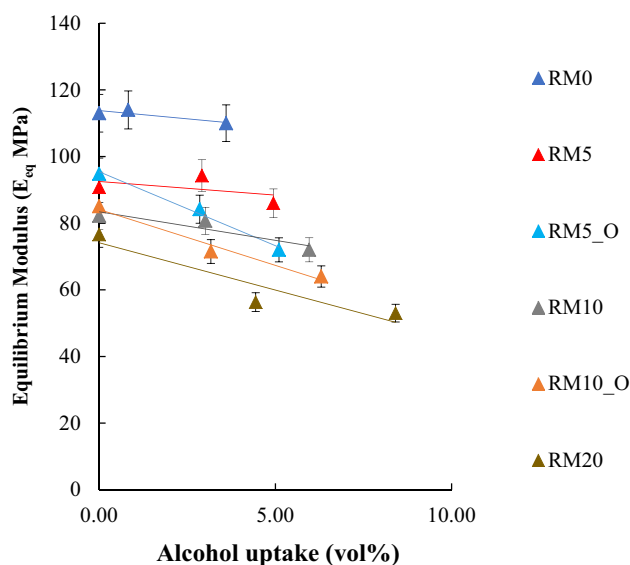 140
120
100
80
60
40
20
0
0.00
5.00
10.00
Equilibrium Modulus (Eeq MPa)
Alcohol uptake (vol%)
RM0
RM5
RM5_O
RM10
RM10_O
RM20